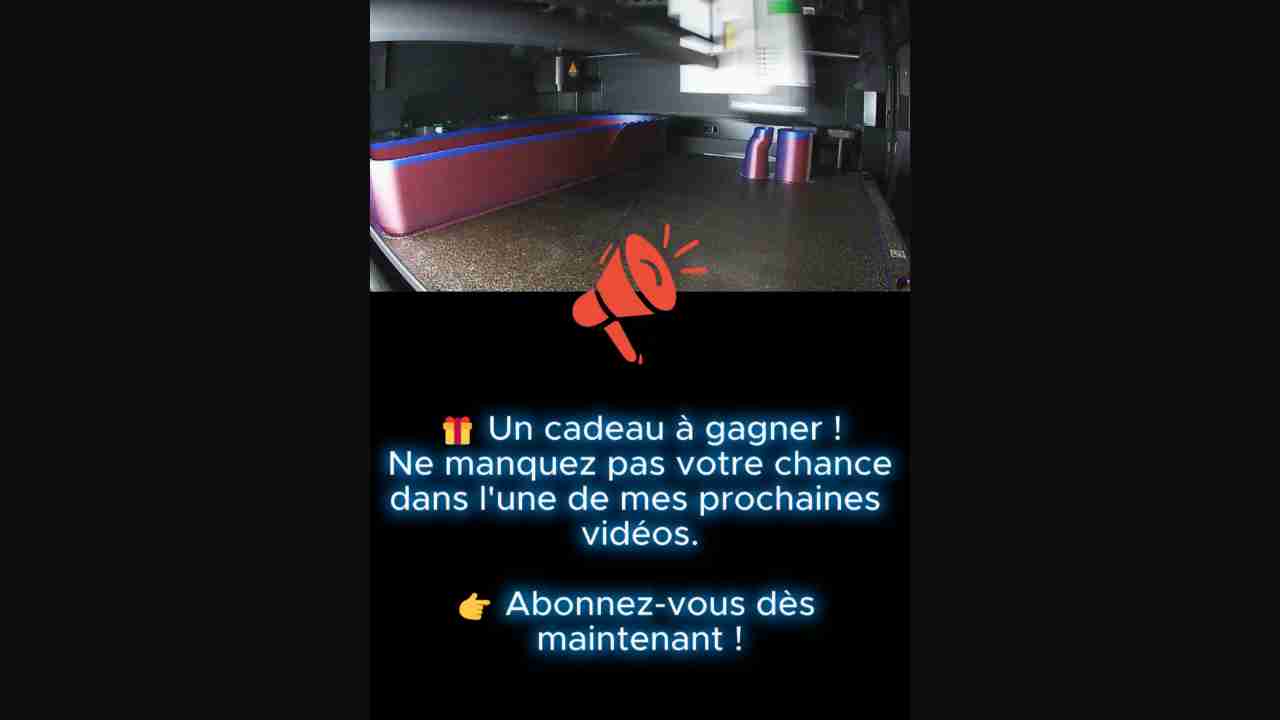 🎁 Un cadeau à gagner !
Ne manquez pas votre chance
dans l'une de mes prochaines
vidéos.
👉 Abonnez-vous dès
maintenant !